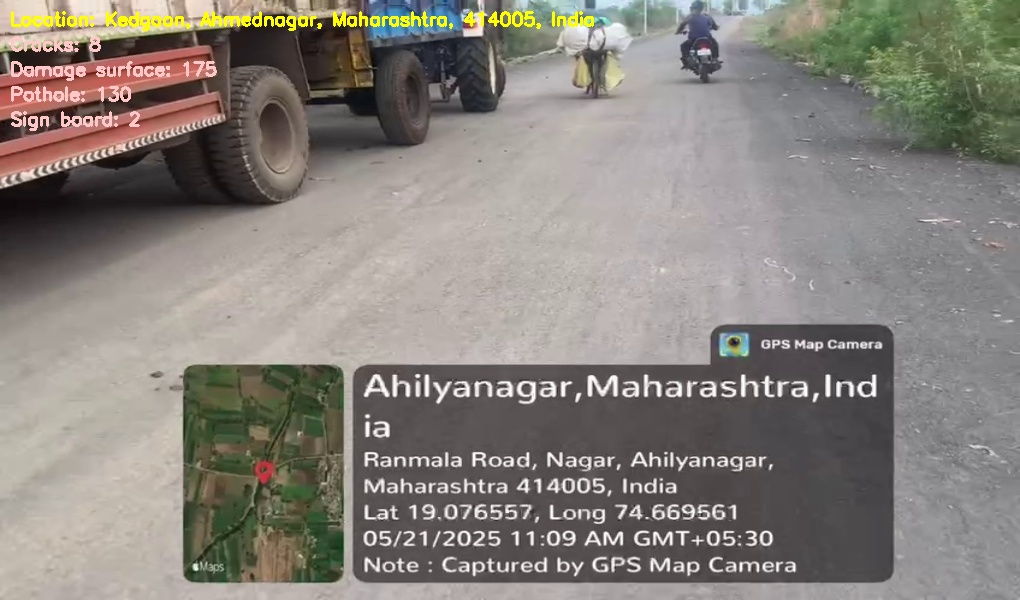 Location: Kedgaon, Ahmednagar, Maharashtra, 414005, India
Cracks: 8
Damage surface: 175
Pothole: 130
Sign board: 2
GPS Map Camera
Ahilyanagar,Maharashtra,Ind
ia
Ranmala Road, Nagar, Ahilyanagar,
Maharashtra 414005, India
Lat 19.076557, Long 74.669561
05/21/2025 11:09 AM GMT+05:30
Note : Captured by GPS Map Camera
Maps